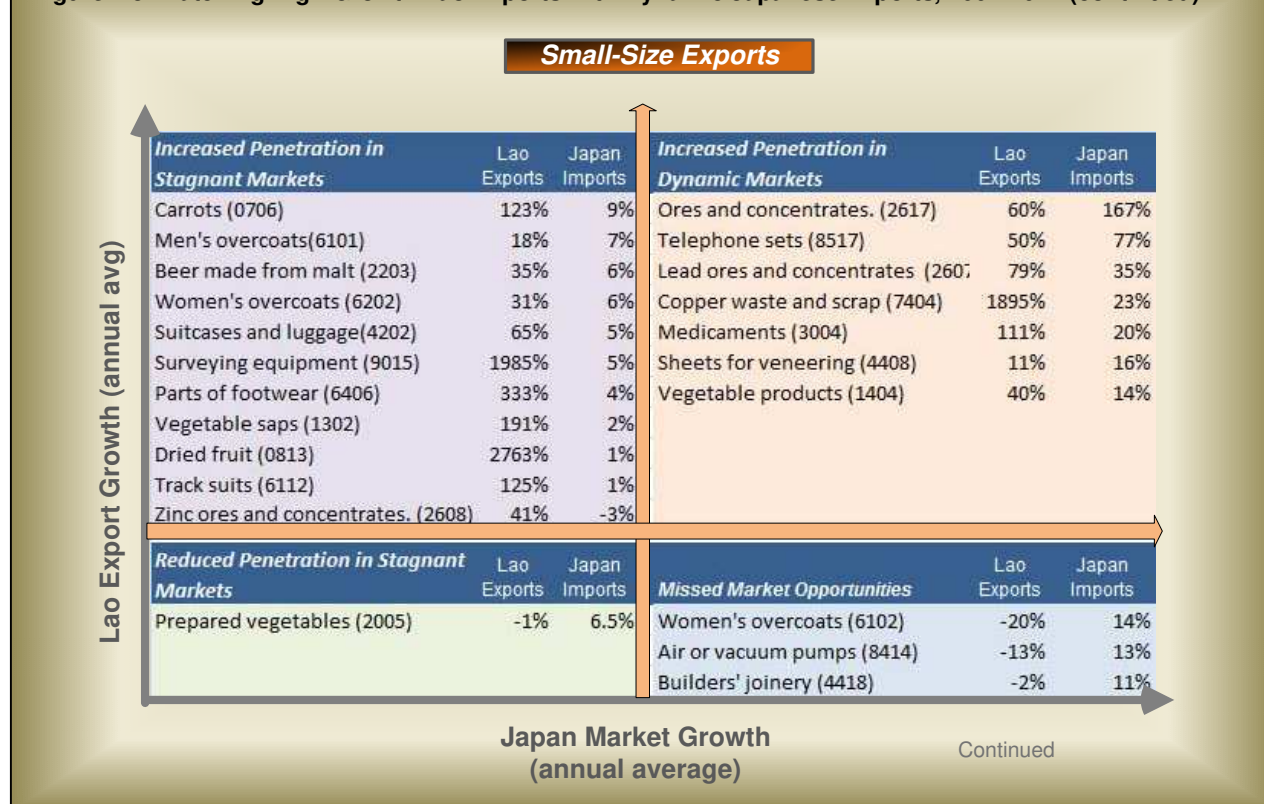 Small-Size Exports
Increased Penetration in Stagnant Markets Lao Exports Japan Imports
Carrots (0706) 123% 9%
Men's overcoats(6101) 18% 7%
Beer made from malt (2203) 35% 6%
Women's overcoats (6202) 31% 6%
Suitcases and luggage(4202) 65% 5%
Surveying equipment (9015) 1985% 5%
Parts of footwear (6406) 333% 4%
Vegetable saps (1302) 191% 2%
Dried fruit (0813) 2763% 1%
Track suits (6112) 125% 1%
Zinc ores and concentrates. (2608) 41% -3%
Increased Penetration in Dynamic Markets Lao Exports Japan Imports
Ores and concentrates. (2617) 60% 167%
Telephone sets (8517) 50% 77%
Lead ores and concentrates (2607 79% 35%
Copper waste and scrap (7404) 1895% 23%
Medicaments (3004) 111% 20%
Sheets for veneering (4408) 11% 16%
Vegetable products (1404) 40% 14%
Reduced Penetration in Stagnant Markets Lao Exports Japan Imports
Prepared vegetables (2005) -1% 6.5%
Missed Market Opportunities Lao Exports Japan Imports
Women's overcoats (6102) -20% 14%
Air or vacuum pumps (8414) -13% 13%
Builders' joinery (4418) -2% 11%
Lao Export Growth (annual avg)
Japan Market Growth
(annual average)
Continued